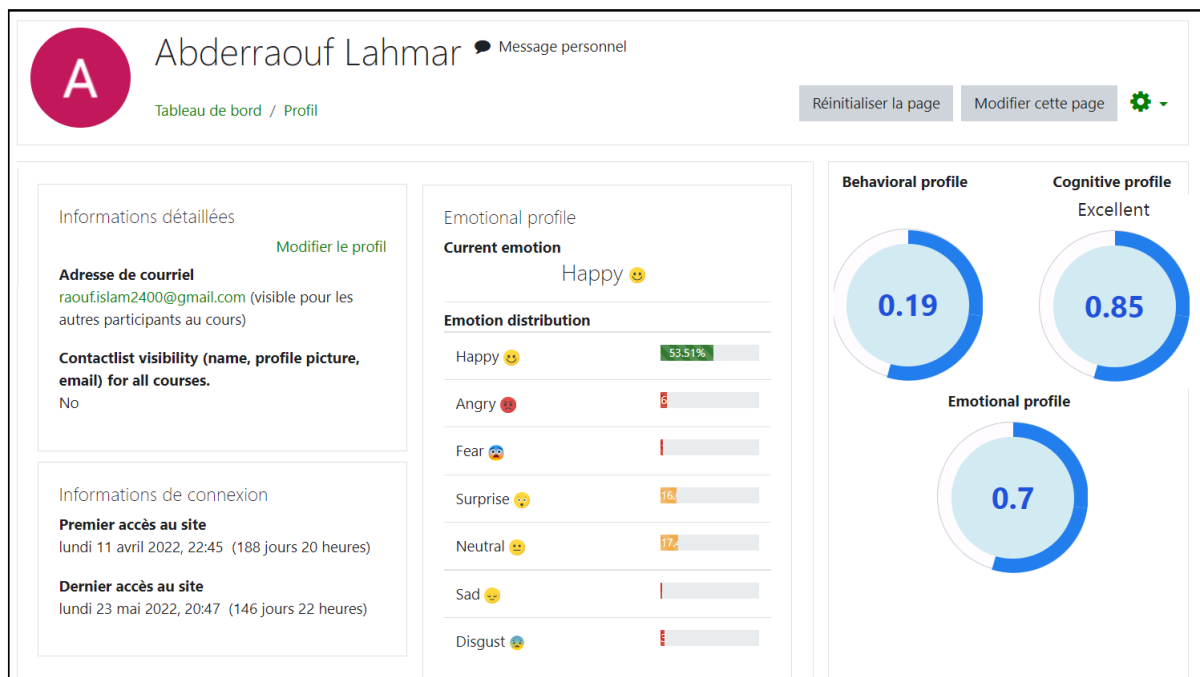 A
Abderraouf Lahmar
Message personnel
Tableau de bord / Profil
Réinitialiser la page
Modifier cette page
Informations détaillées
Modifier le profil
Adresse de courriel
raouf.islam2400@gmail.com (visible pour les
autres participants au cours)
Contactlist visibility (name, profile picture,
email) for all courses.
No
Informations de connexion
Premier accès au site
lundi 11 avril 2022, 22:45 (188 jours 20 heures)
Dernier accès au site
lundi 23 mai 2022, 20:47 (146 jours 22 heures)
Emotional profile
Current emotion
Happy
Emotion distribution
Happy
53.51%
Angry
6
Fear
Surprise
16.
Neutral
17.
Sad
Disgust
3
Behavioral profile
0.19
Cognitive profile
Excellent
0.85
Emotional profile
0.7